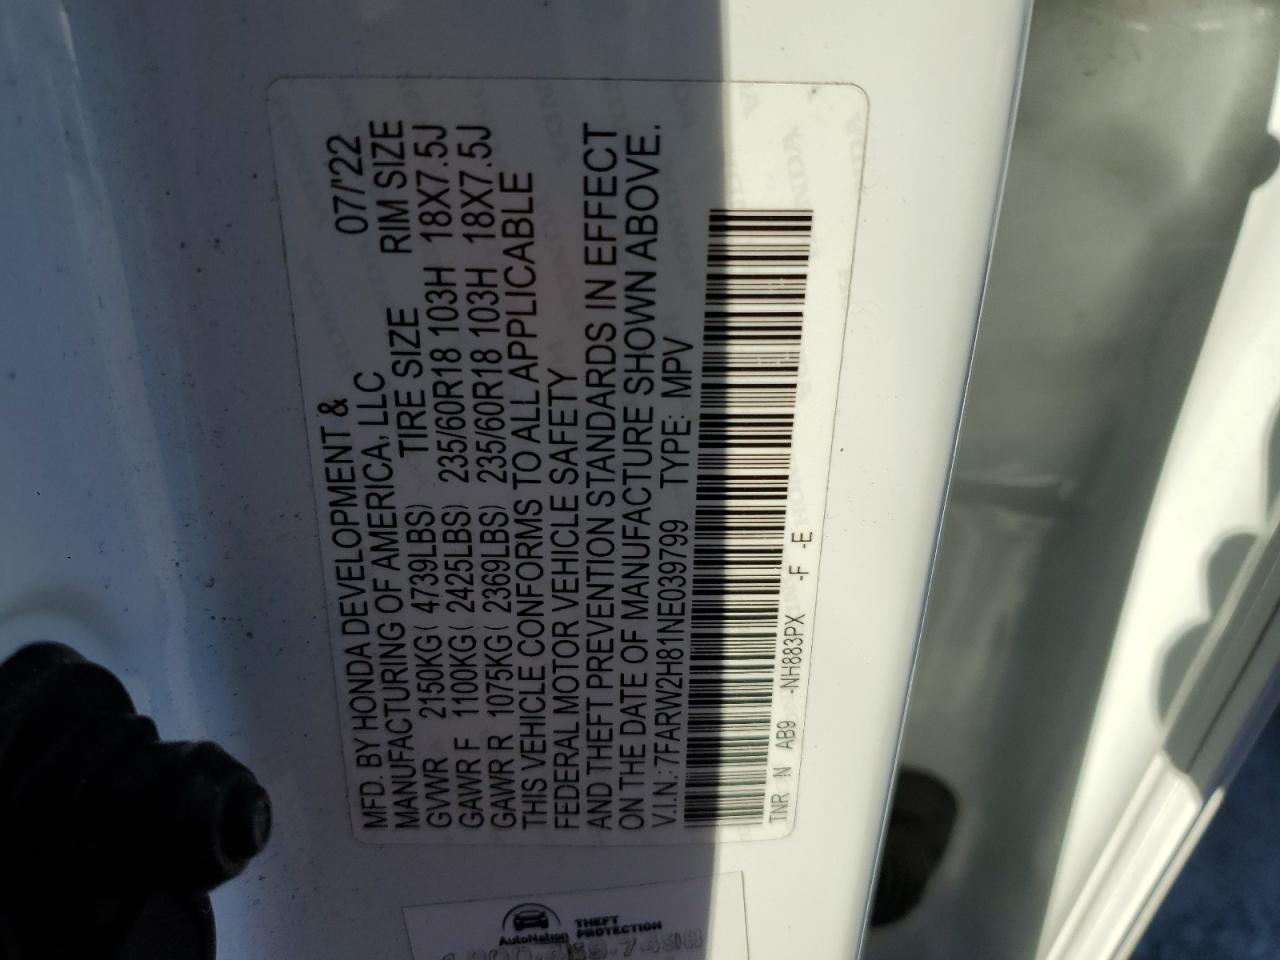 MFD. BY HONDA DEVELOPMENT & 07/'22
MANUFACTURING OF AMERICA, LLC TIRE SIZE RIM SIZE
GVWR 2150KG( 4739LBS)
GAWR F 1100KG( 2425LBS) 235/60R18 103H 18X7.5J
GAWR R 1075KG( 2369LBS) 235/60R18 103H 18X7.5J
THIS VEHICLE CONFORMS TO ALL APPLICABLE
FEDERAL MOTOR VEHICLE SAFETY
AND THEFT PREVENTION STANDARDS IN EFFECT
ON THE DATE OF MANUFACTURE SHOWN ABOVE.
V.I.N.: 7FARW2H81NE039799 TYPE: MPV
TNR N AB9 -NH883PX -F -E
AutoNation
THEFT
PROTECTION